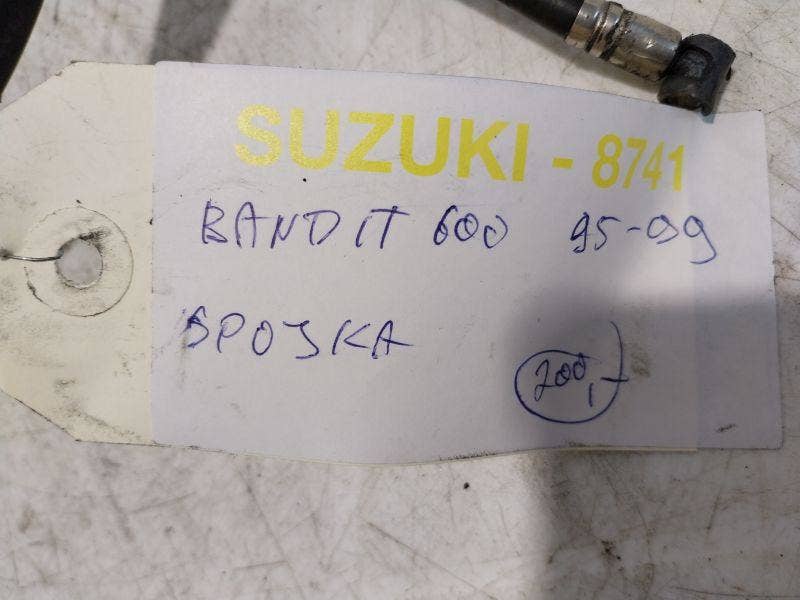 SUZUKI - 8741
BANDIT 600 95-99
SPOJKA
200,-